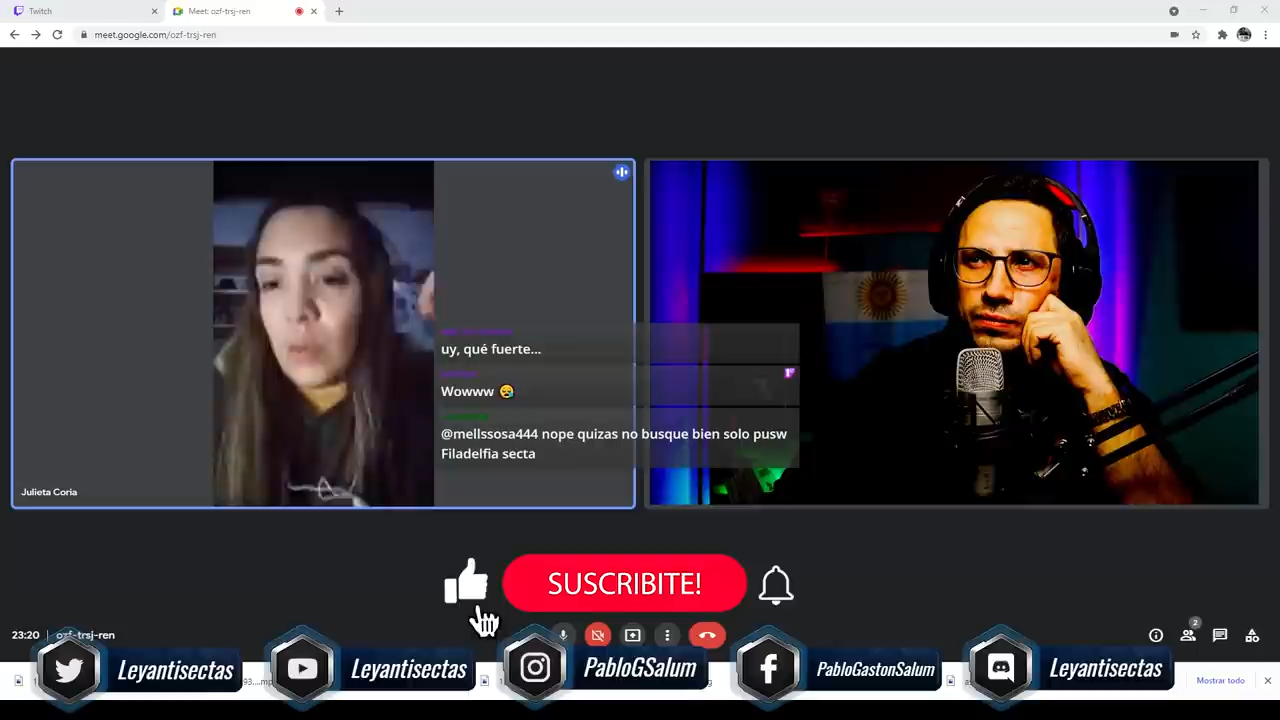 Twitch
Meet: ozf-trsj-ren
meet.google.com/ozf-trsj-ren
uy, qué fuerte...
Wowww
@mellssosa444 nope quizas no busque bien solo pusw
Filadelfia secta
Julieta Coria
SUSCRIBITE!
23:20
ozf-trsj-ren
2
Leyantisectas
Leyantisectas
PabloGSalum
PabloGastonSalum
Leyantisectas
Mostrar todo